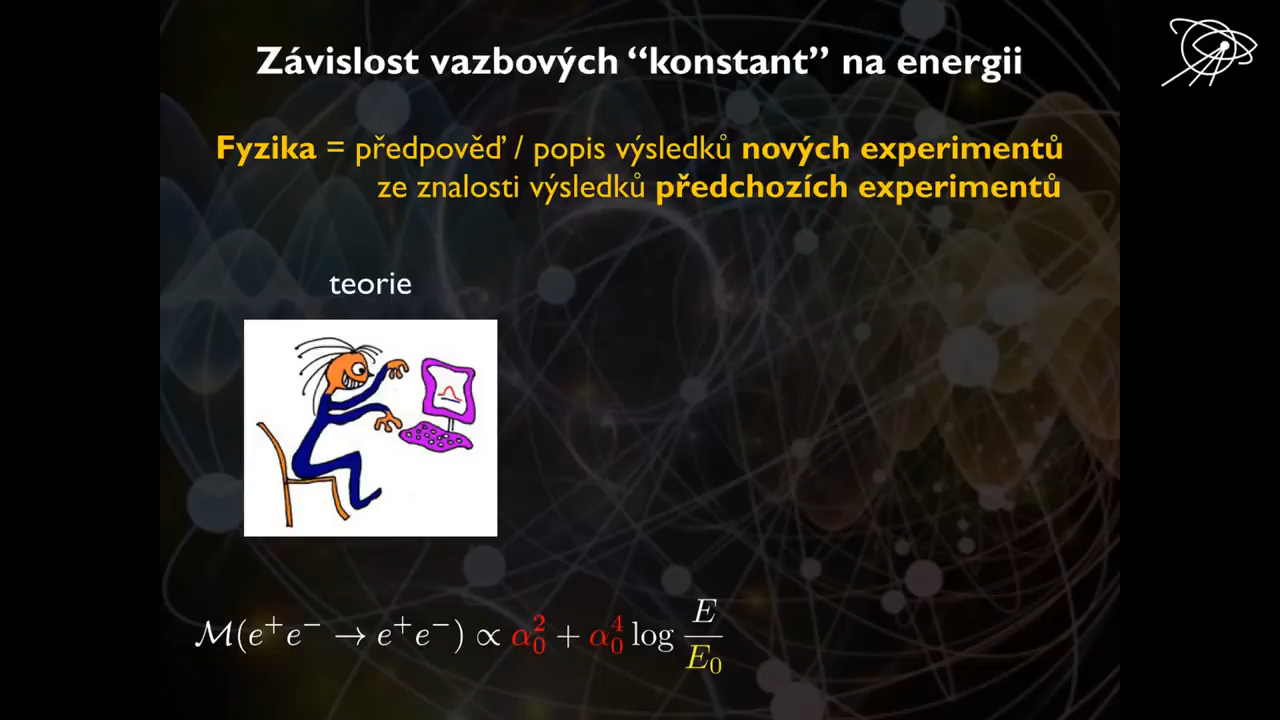 Závislost vazbových “konstant” na energii
Fyzika = předpověď / popis výsledků nových experimentů
ze znalosti výsledků předchozích experimentů
teorie
ℳ(e⁺e⁻ → e⁺e⁻) ∝ α₀² + α₀⁴ log E/E₀